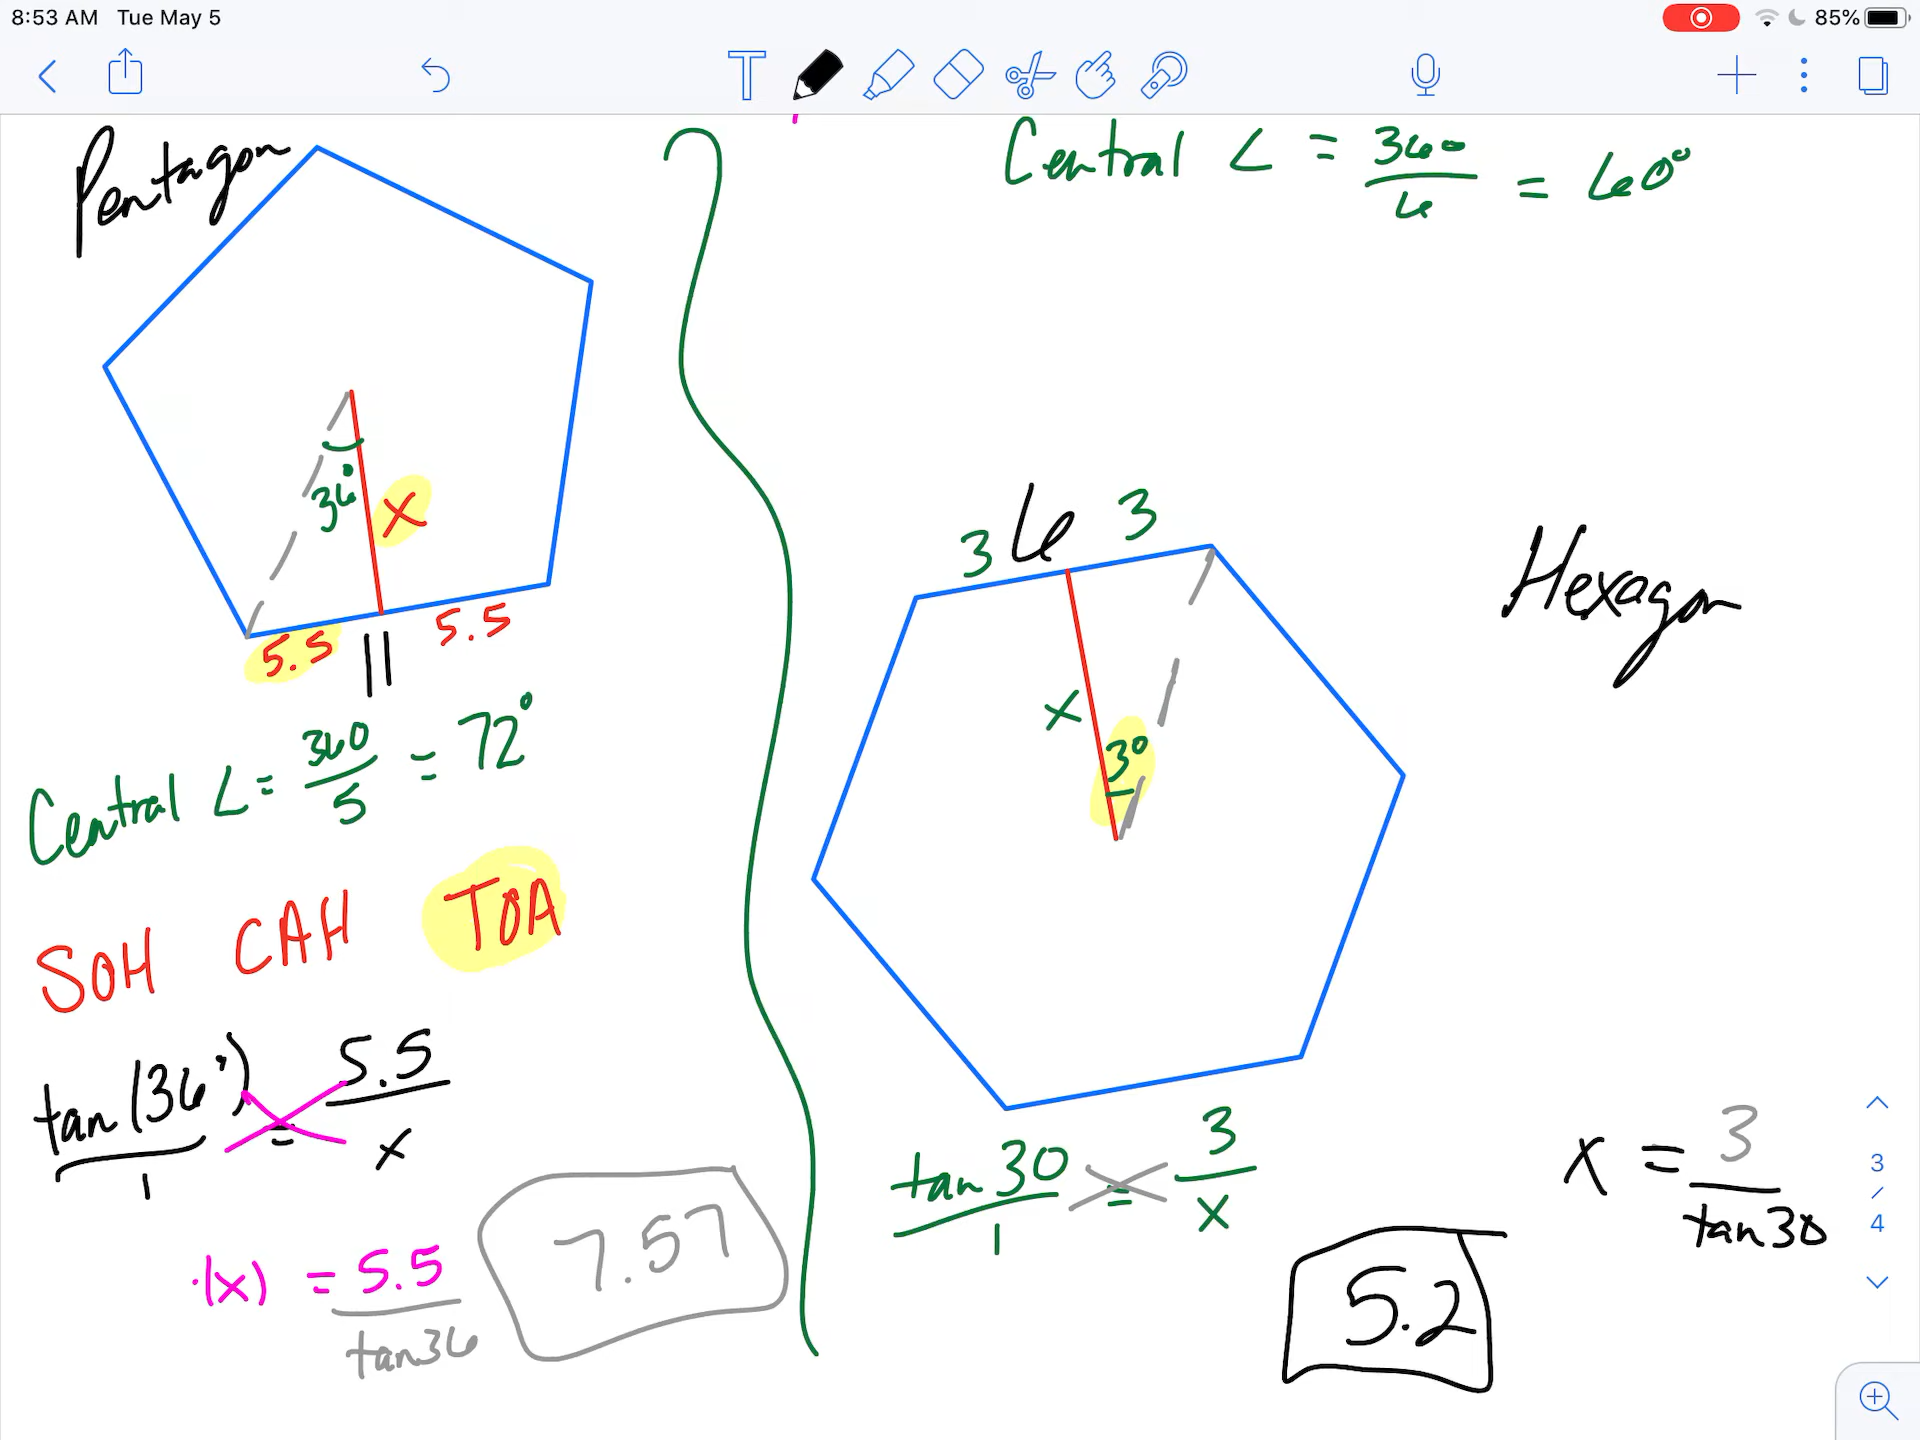 8:53 AM Tue May 5
85%
T
Pentagon
36°
x
5.5
11
5.5
Central ∠ = 360/5 = 72°
SOH CAH TOA
tan(36°)/1 = 5.5/x
(x) = 5.5/tan36
7.57
Central ∠ = 360/6 = 60°
3 6 3
Hexagon
x
30
tan 30/1 = 3/x
x = 3/tan30
5.2
3
/
4